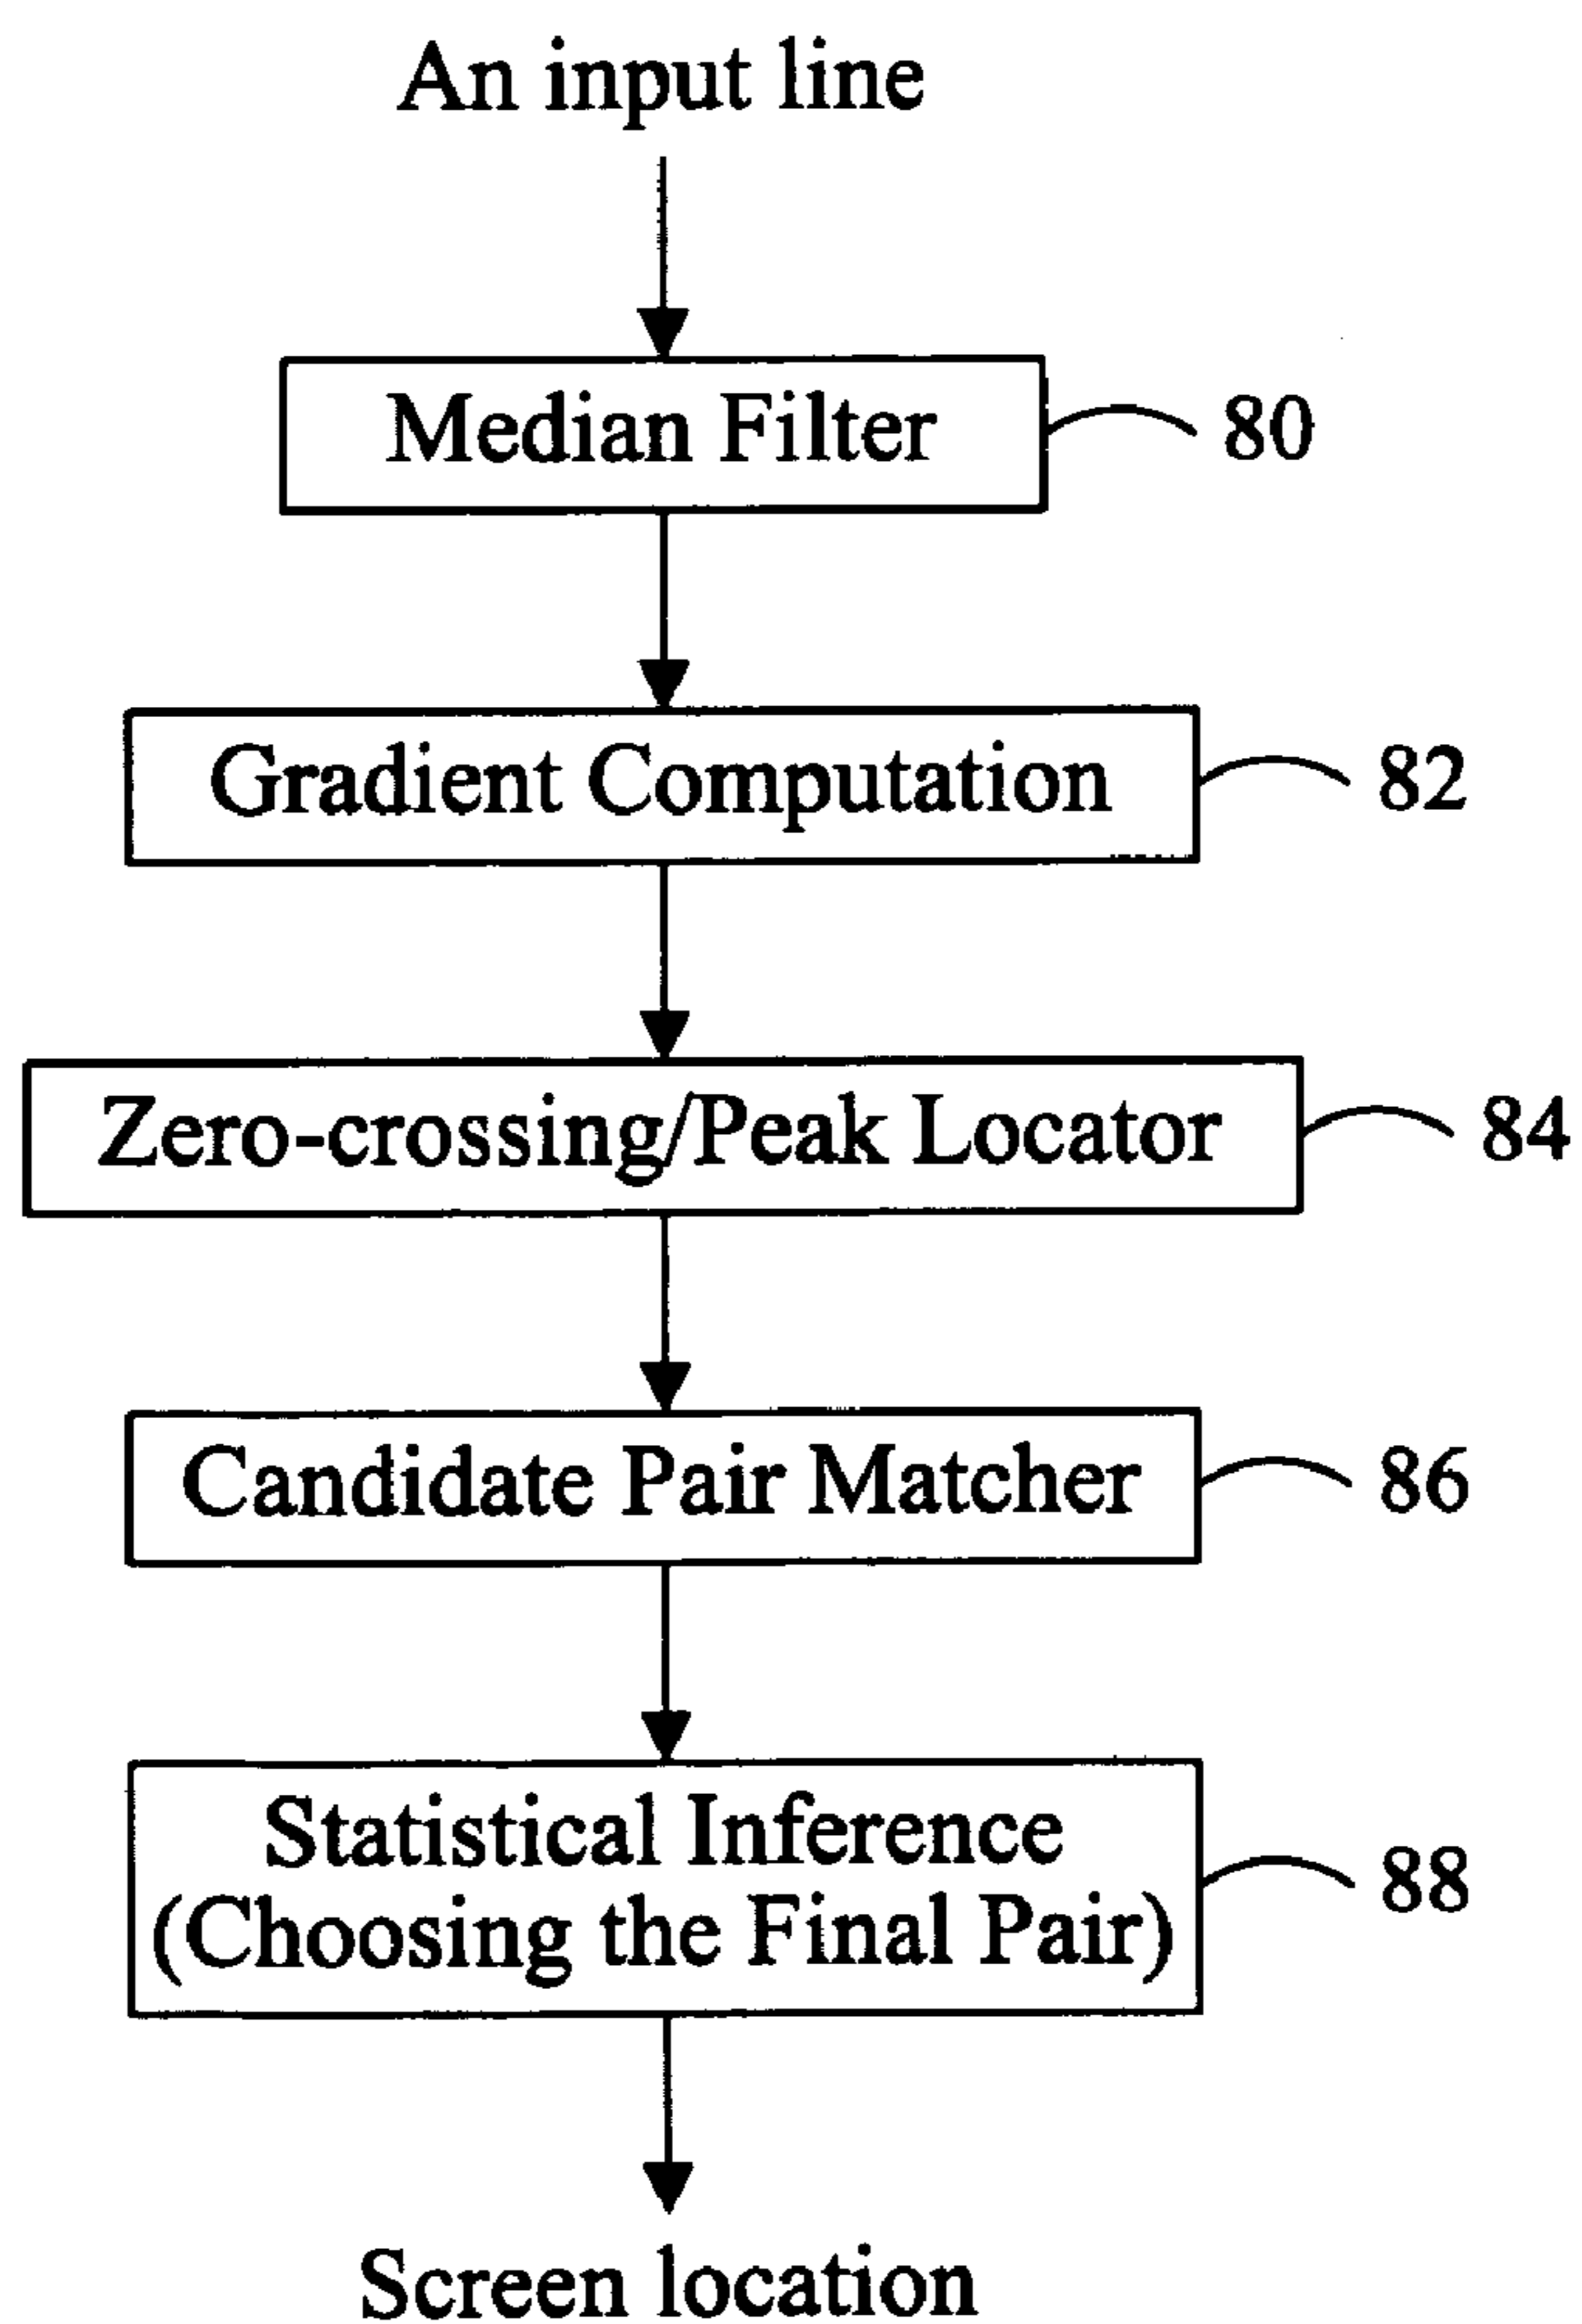 An input line
Median Filter 80
Gradient Computation 82
Zero-crossing/Peak Locator 84
Candidate Pair Matcher 86
Statistical Inference
(Choosing the Final Pair) 88
Screen location